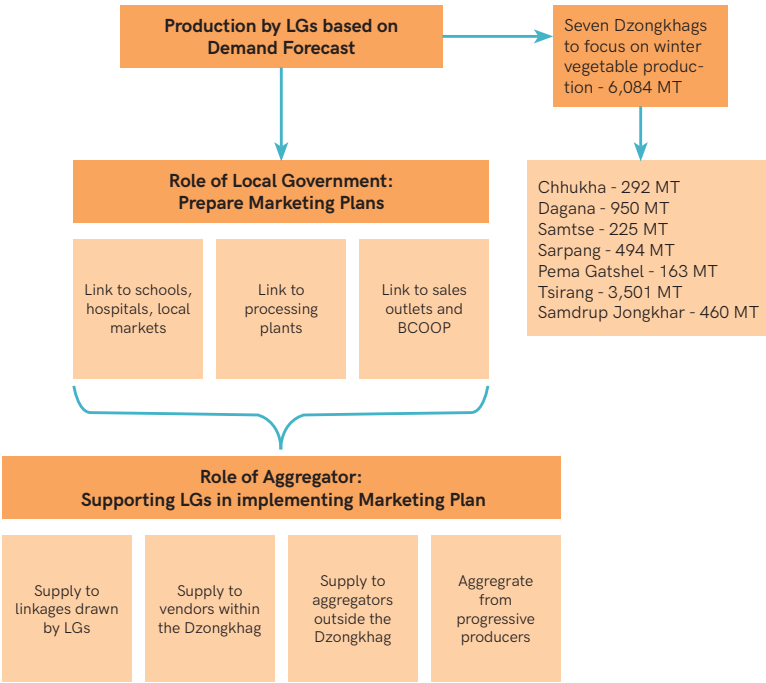 Production by LGs based on
Demand Forecast
Seven Dzongkhags
to focus on winter
vegetable produc-
tion - 6,084 MT
Role of Local Government:
Prepare Marketing Plans
Chhukha - 292 MT
Dagana - 950 MT
Samtse - 225 MT
Sarpang - 494 MT
Pema Gatshel - 163 MT
Tsirang - 3,501 MT
Samdrup Jongkhar - 460 MT
Link to schools,
hospitals, local
markets
Link to
processing
plants
Link to sales
outlets and
BCOOP
Role of Aggregator:
Supporting LGs in implementing Marketing Plan
Supply to
linkages drawn
by LGs
Supply to
vendors within
the Dzongkhag
Supply to
aggregators
outside the
Dzongkhag
Aggregrate
from
progressive
producers